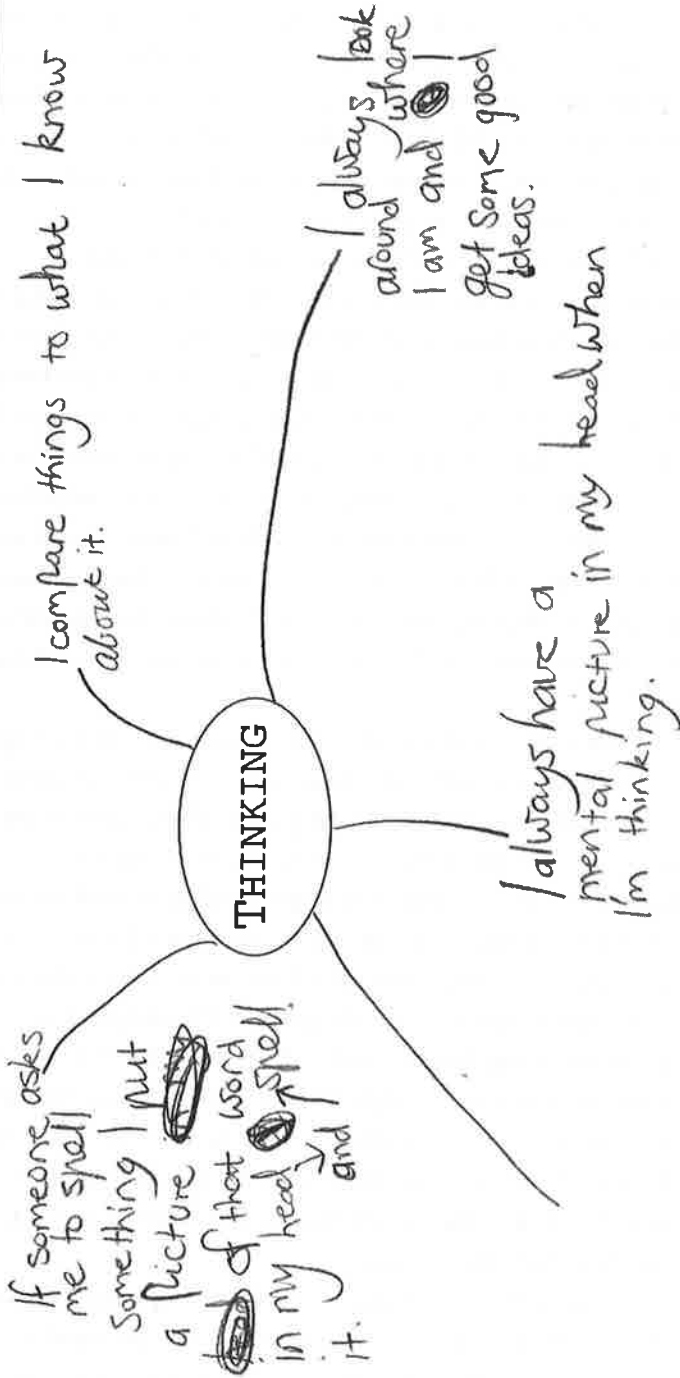 If someone asks
me to spell
Something I put
a picture
of that word
in my head and spell
it.
I compare things to what I know
about it.
THINKING
I always look
around where
I am and I
get some good
ideas.
I always have a
mental picture in my head when
I'm thinking.